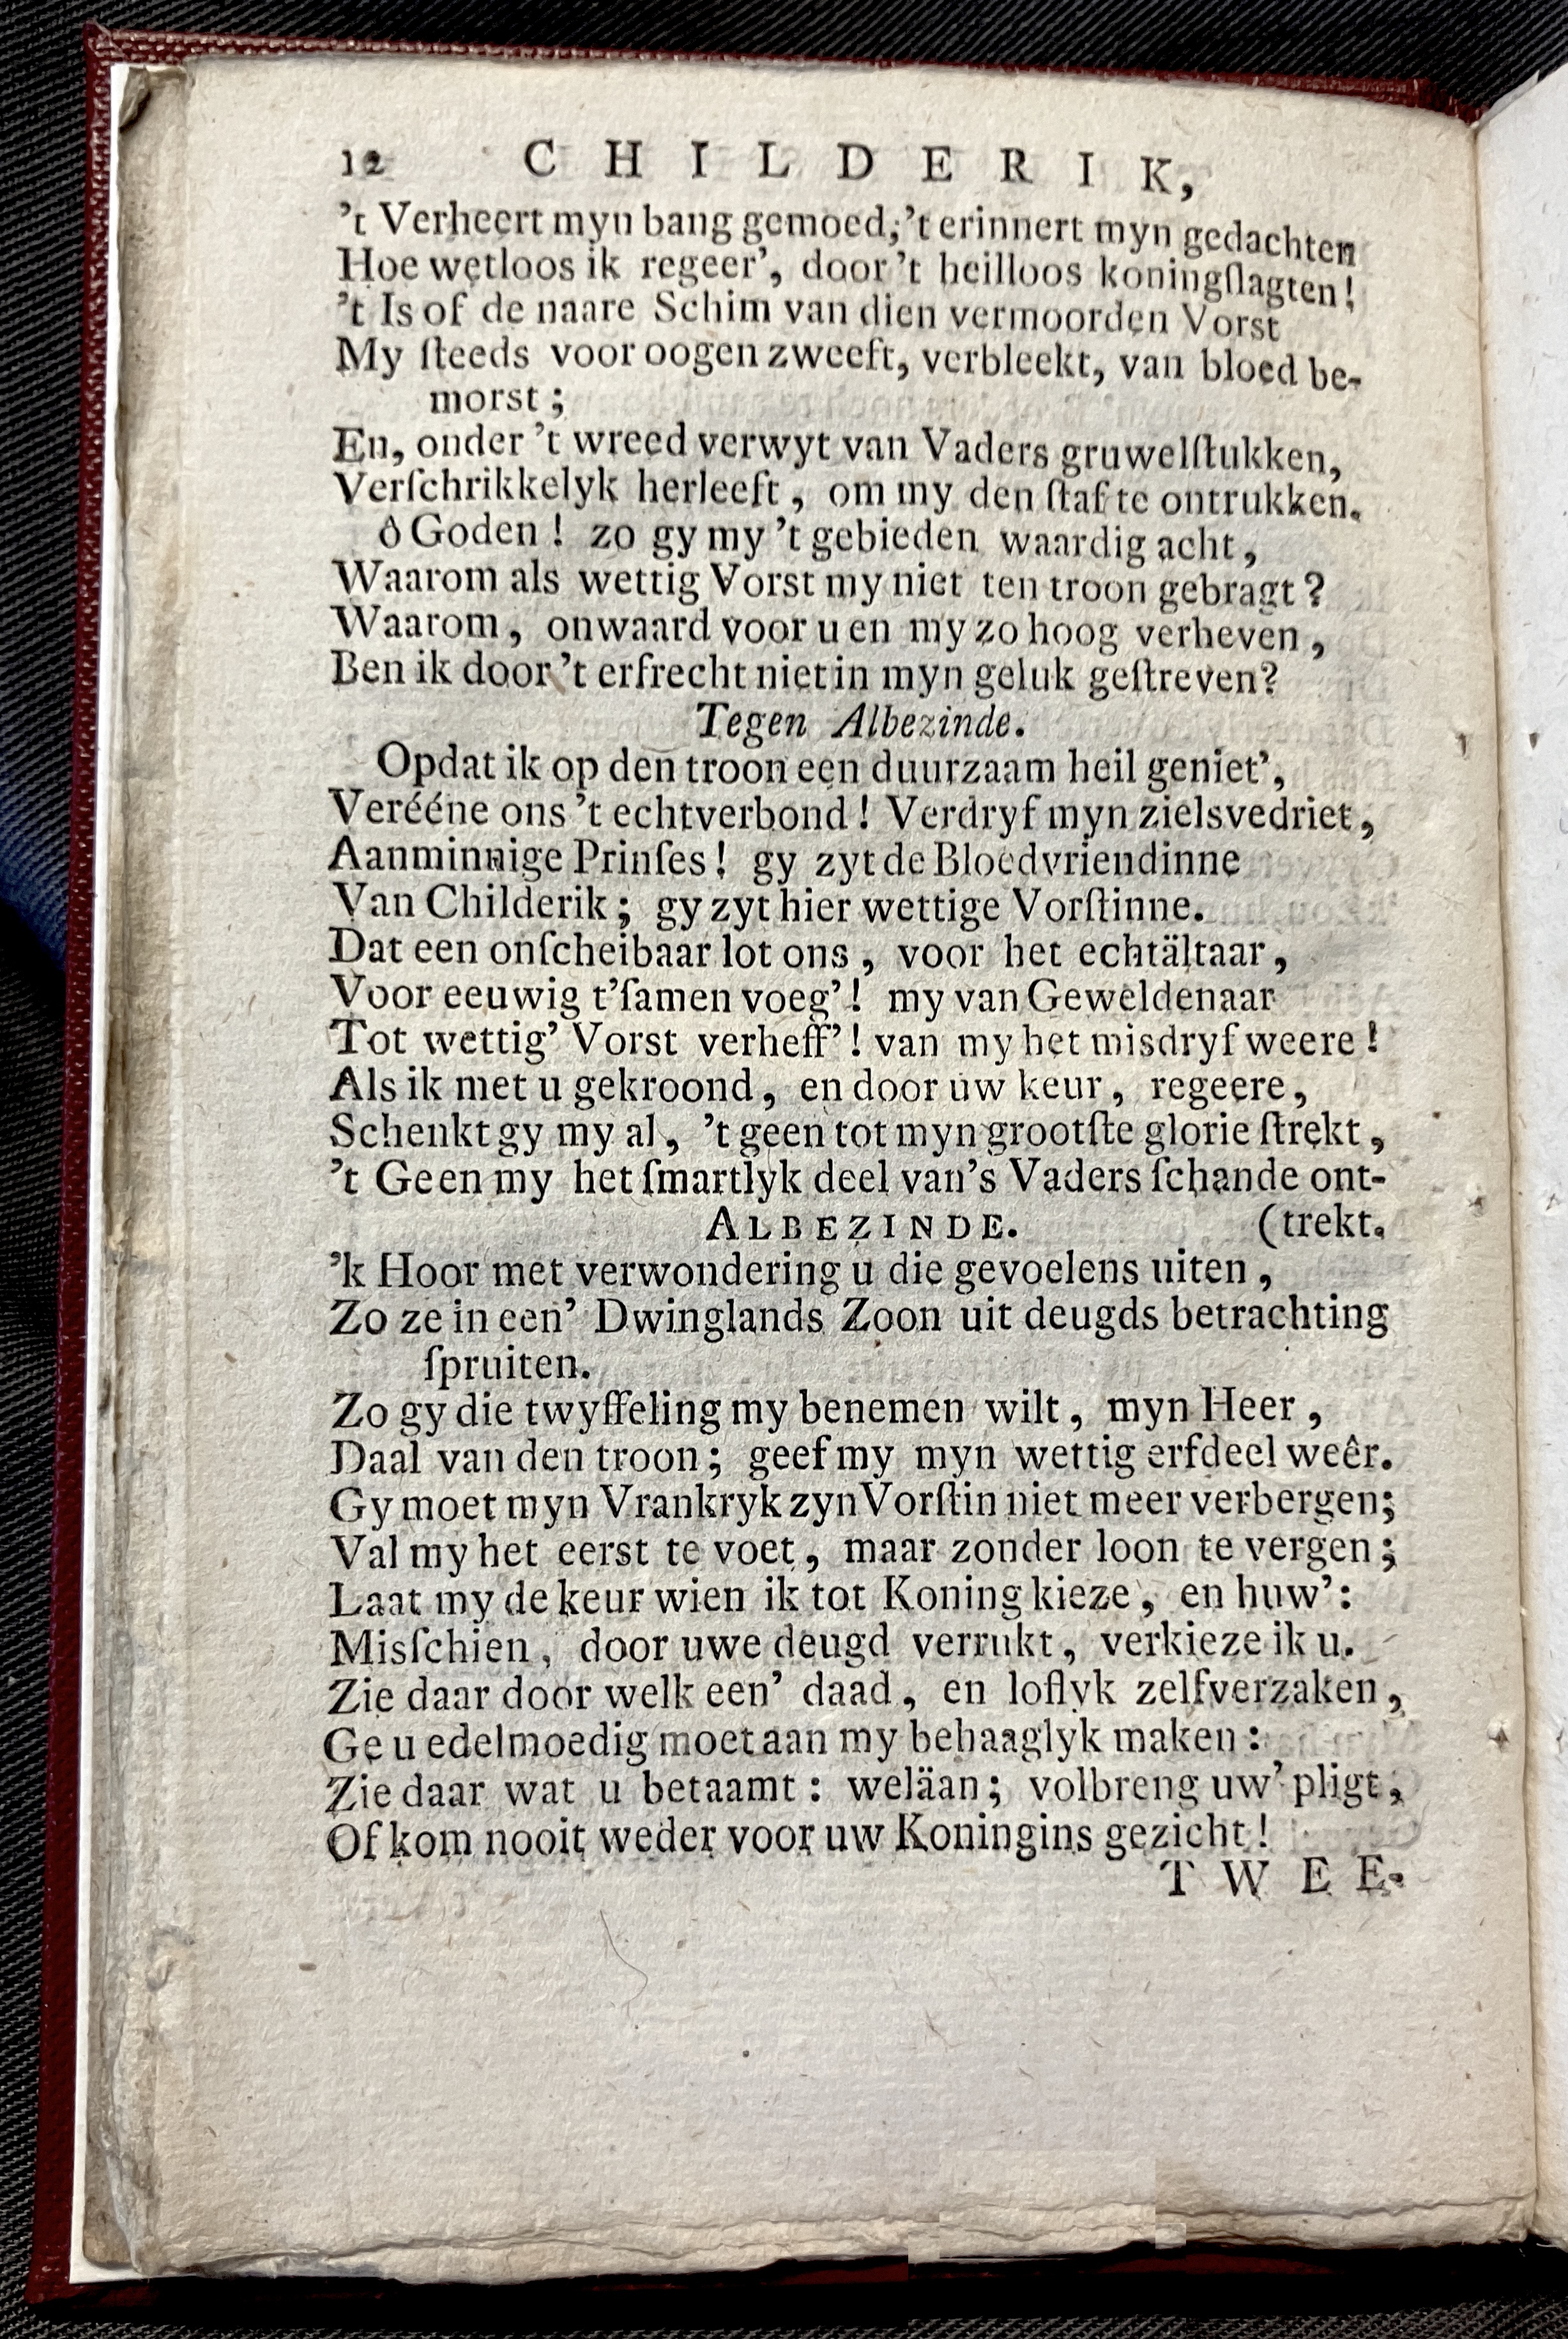 12 CHILDERIK,
’t Verheert myn bang gemoed; ’t erinnert myn gedachten
Hoe wetloos ik regeer’, door ’t heilloos koningſlagten!
’t Is of de naare Schim van dien vermoorden Vorst
My ſteeds voor oogen zweeft, verbleekt, van bloed be-
morst;
En, onder ’t wreed verwyt van Vaders gruwelſtukken,
Verſchrikkelyk herleeft, om my den ſtaf te ontrukken.
ô Goden! zo gy my ’t gebieden waardig acht,
Waarom als wettig Vorst my niet ten troon gebragt?
Waarom, onwaard voor u en my zo hoog verheven,
Ben ik door ’t erfrecht niet in myn geluk geſtreven?
Tegen Albezinde.
Opdat ik op den troon een duurzaam heil geniet’,
Verééne ons ’t echtverbond! Verdryf myn zielsvedriet,
Aanminnige Prinſes! gy zyt de Bloedvriendinne
Van Childerik; gy zyt hier wettige Vorſtinne.
Dat een onſcheibaar lot ons, voor het echtältaar,
Voor eeuwig t’ſamen voeg’! my van Geweldenaar
Tot wettig’ Vorst verheff’! van my het misdryf weere!
Als ik met u gekroond, en door uw keur, regeere,
Schenkt gy my al, ’t geen tot myn grootſte glorie ſtrekt,
’t Geen my het ſmartlyk deel van ’s Vaders ſchande ont-
ALBEZINDE. (trekt.
’k Hoor met verwondering u die gevoelens uiten,
Zo ze in een’ Dwinglands Zoon uit deugds betrachting
ſpruiten.
Zo gy die twyffeling my benemen wilt, myn Heer,
Daal van den troon; geef my myn wettig erfdeel weêr.
Gy moet myn Vrankryk zyn Vorſtin niet meer verbergen;
Val my het eerst te voet, maar zonder loon te vergen;
Laat my de keur wien ik tot Koning kieze, en huw’:
Misſchien, door uwe deugd verrukt, verkieze ik u.
Zie daar door welk een’ daad, en loflyk zelfverzaken,
Ge u edelmoedig moet aan my behaaglyk maken:
Zie daar wat u betaamt: weläan; volbreng uw’ pligt,
Of kom nooit weder voor uw Koningins gezicht!
TWEE-